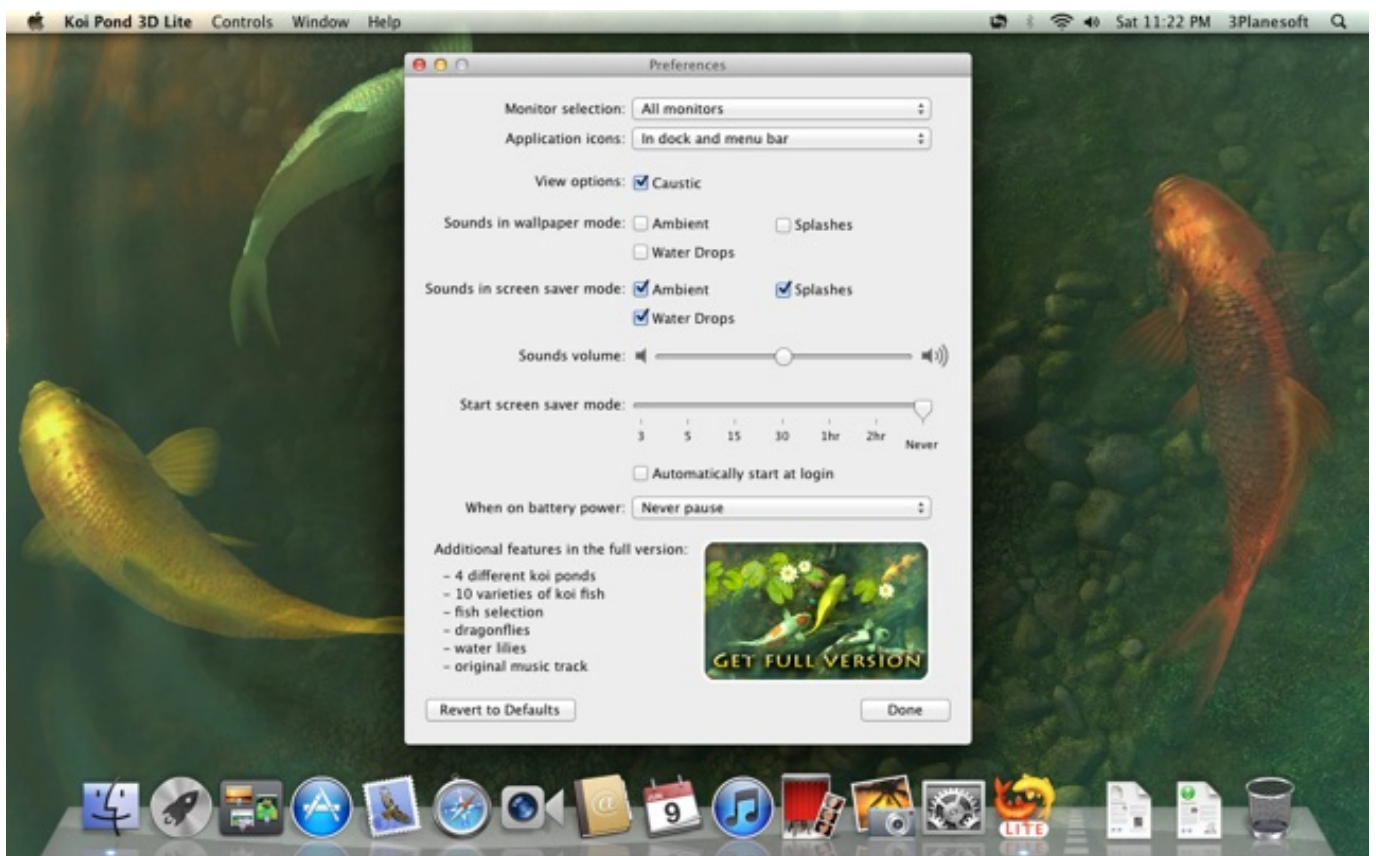 Koi Pond 3D Lite Controls Window Help Sat 11:22 PM 3Planesoft
Preferences
Monitor selection: All monitors
Application icons: In dock and menu bar
View options: Caustic
Sounds in wallpaper mode: Ambient Splashes
Water Drops
Sounds in screen saver mode: Ambient Splashes
Water Drops
Sounds volume:
Start screen saver mode:
3 5 15 30 1hr 2hr Never
Automatically start at login
When on battery power: Never pause
Additional features in the full version:
– 4 different koi ponds
– 10 varieties of koi fish
– fish selection
– dragonflies
– water lilies
– original music track
GET FULL VERSION
Revert to Defaults Done
9
LITE